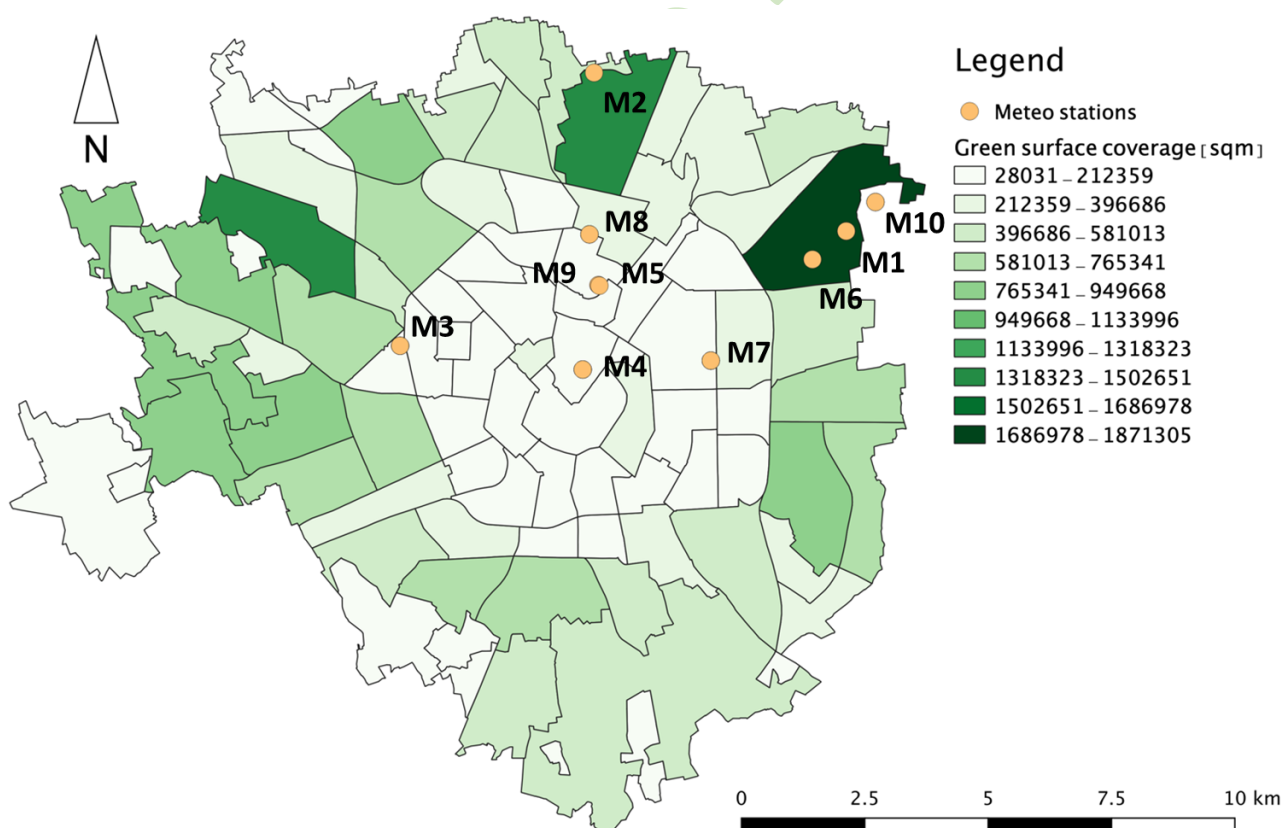 Legend
Meteo stations
Green surface coverage [sqm]
28031 – 212359
212359 – 396686
396686 – 581013
581013 – 765341
765341 – 949668
949668 – 1133996
1133996 – 1318323
1318323 – 1502651
1502651 – 1686978
1686978 – 1871305
N
M2
M8
M10
M9 M5
M1
M6
M3
M7
M4
0 2.5 5 7.5 10 km